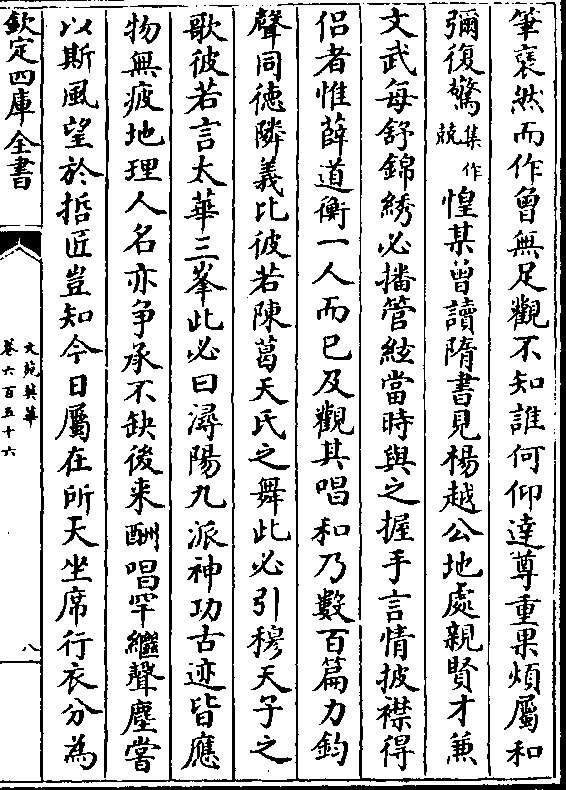 筆裒然而作曾無足觀不知誰何仰達尊重果煩屬和
彌復驚集作兢惶某曾讀隋書見楊越公地處親賢才兼
文武每舒錦綉必播管絃當時與之握手言情披襟得
侣者惟薛道衡一人而已及觀其唱和乃數百篇力鈞
聲同徳隣義比彼若陳葛天氏之舞此必引穆天子之
歌彼若言太華三峯此必曰潯陽九派神功古迹皆應
物無疲地理人名亦争承不缺後来酬唱罕繼聲塵嘗
以斯風望於哲匠豈知今日屬在所天坐席行衣分為
欽定四庫全書
文苑英華
卷六百五十六
八